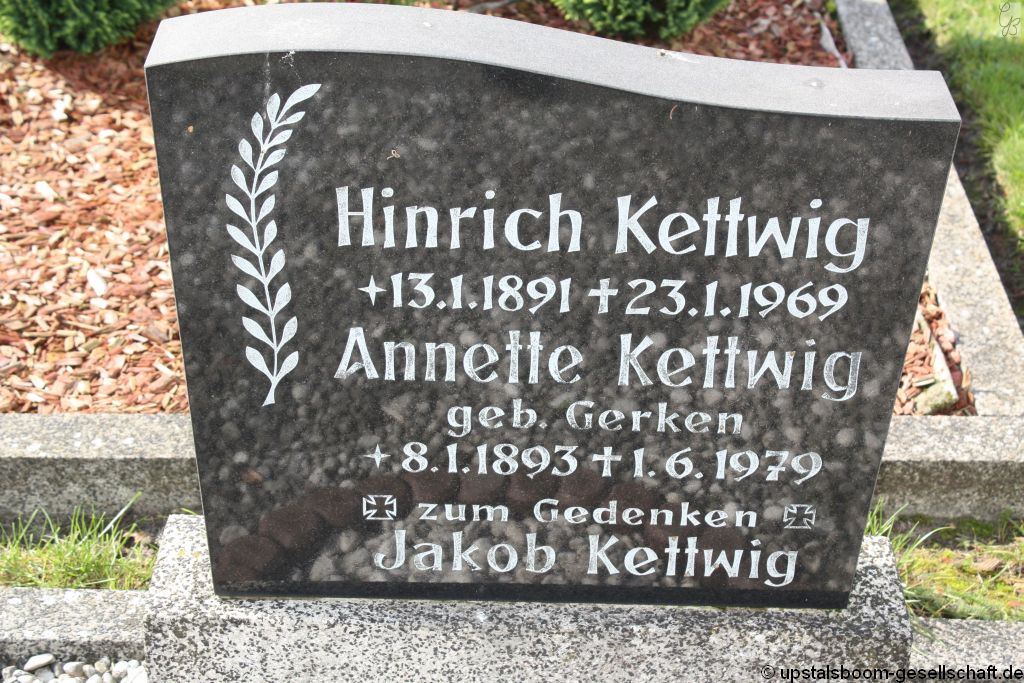 Hinrich Kettwig
13.1.1891 † 23.1.1969
Annette Kettwig
geb. Gerken
8.1.1893 † 1.6.1979
zum Gedenken
Jakob Kettwig
© upstalsboom-gesellschaft.de
GB